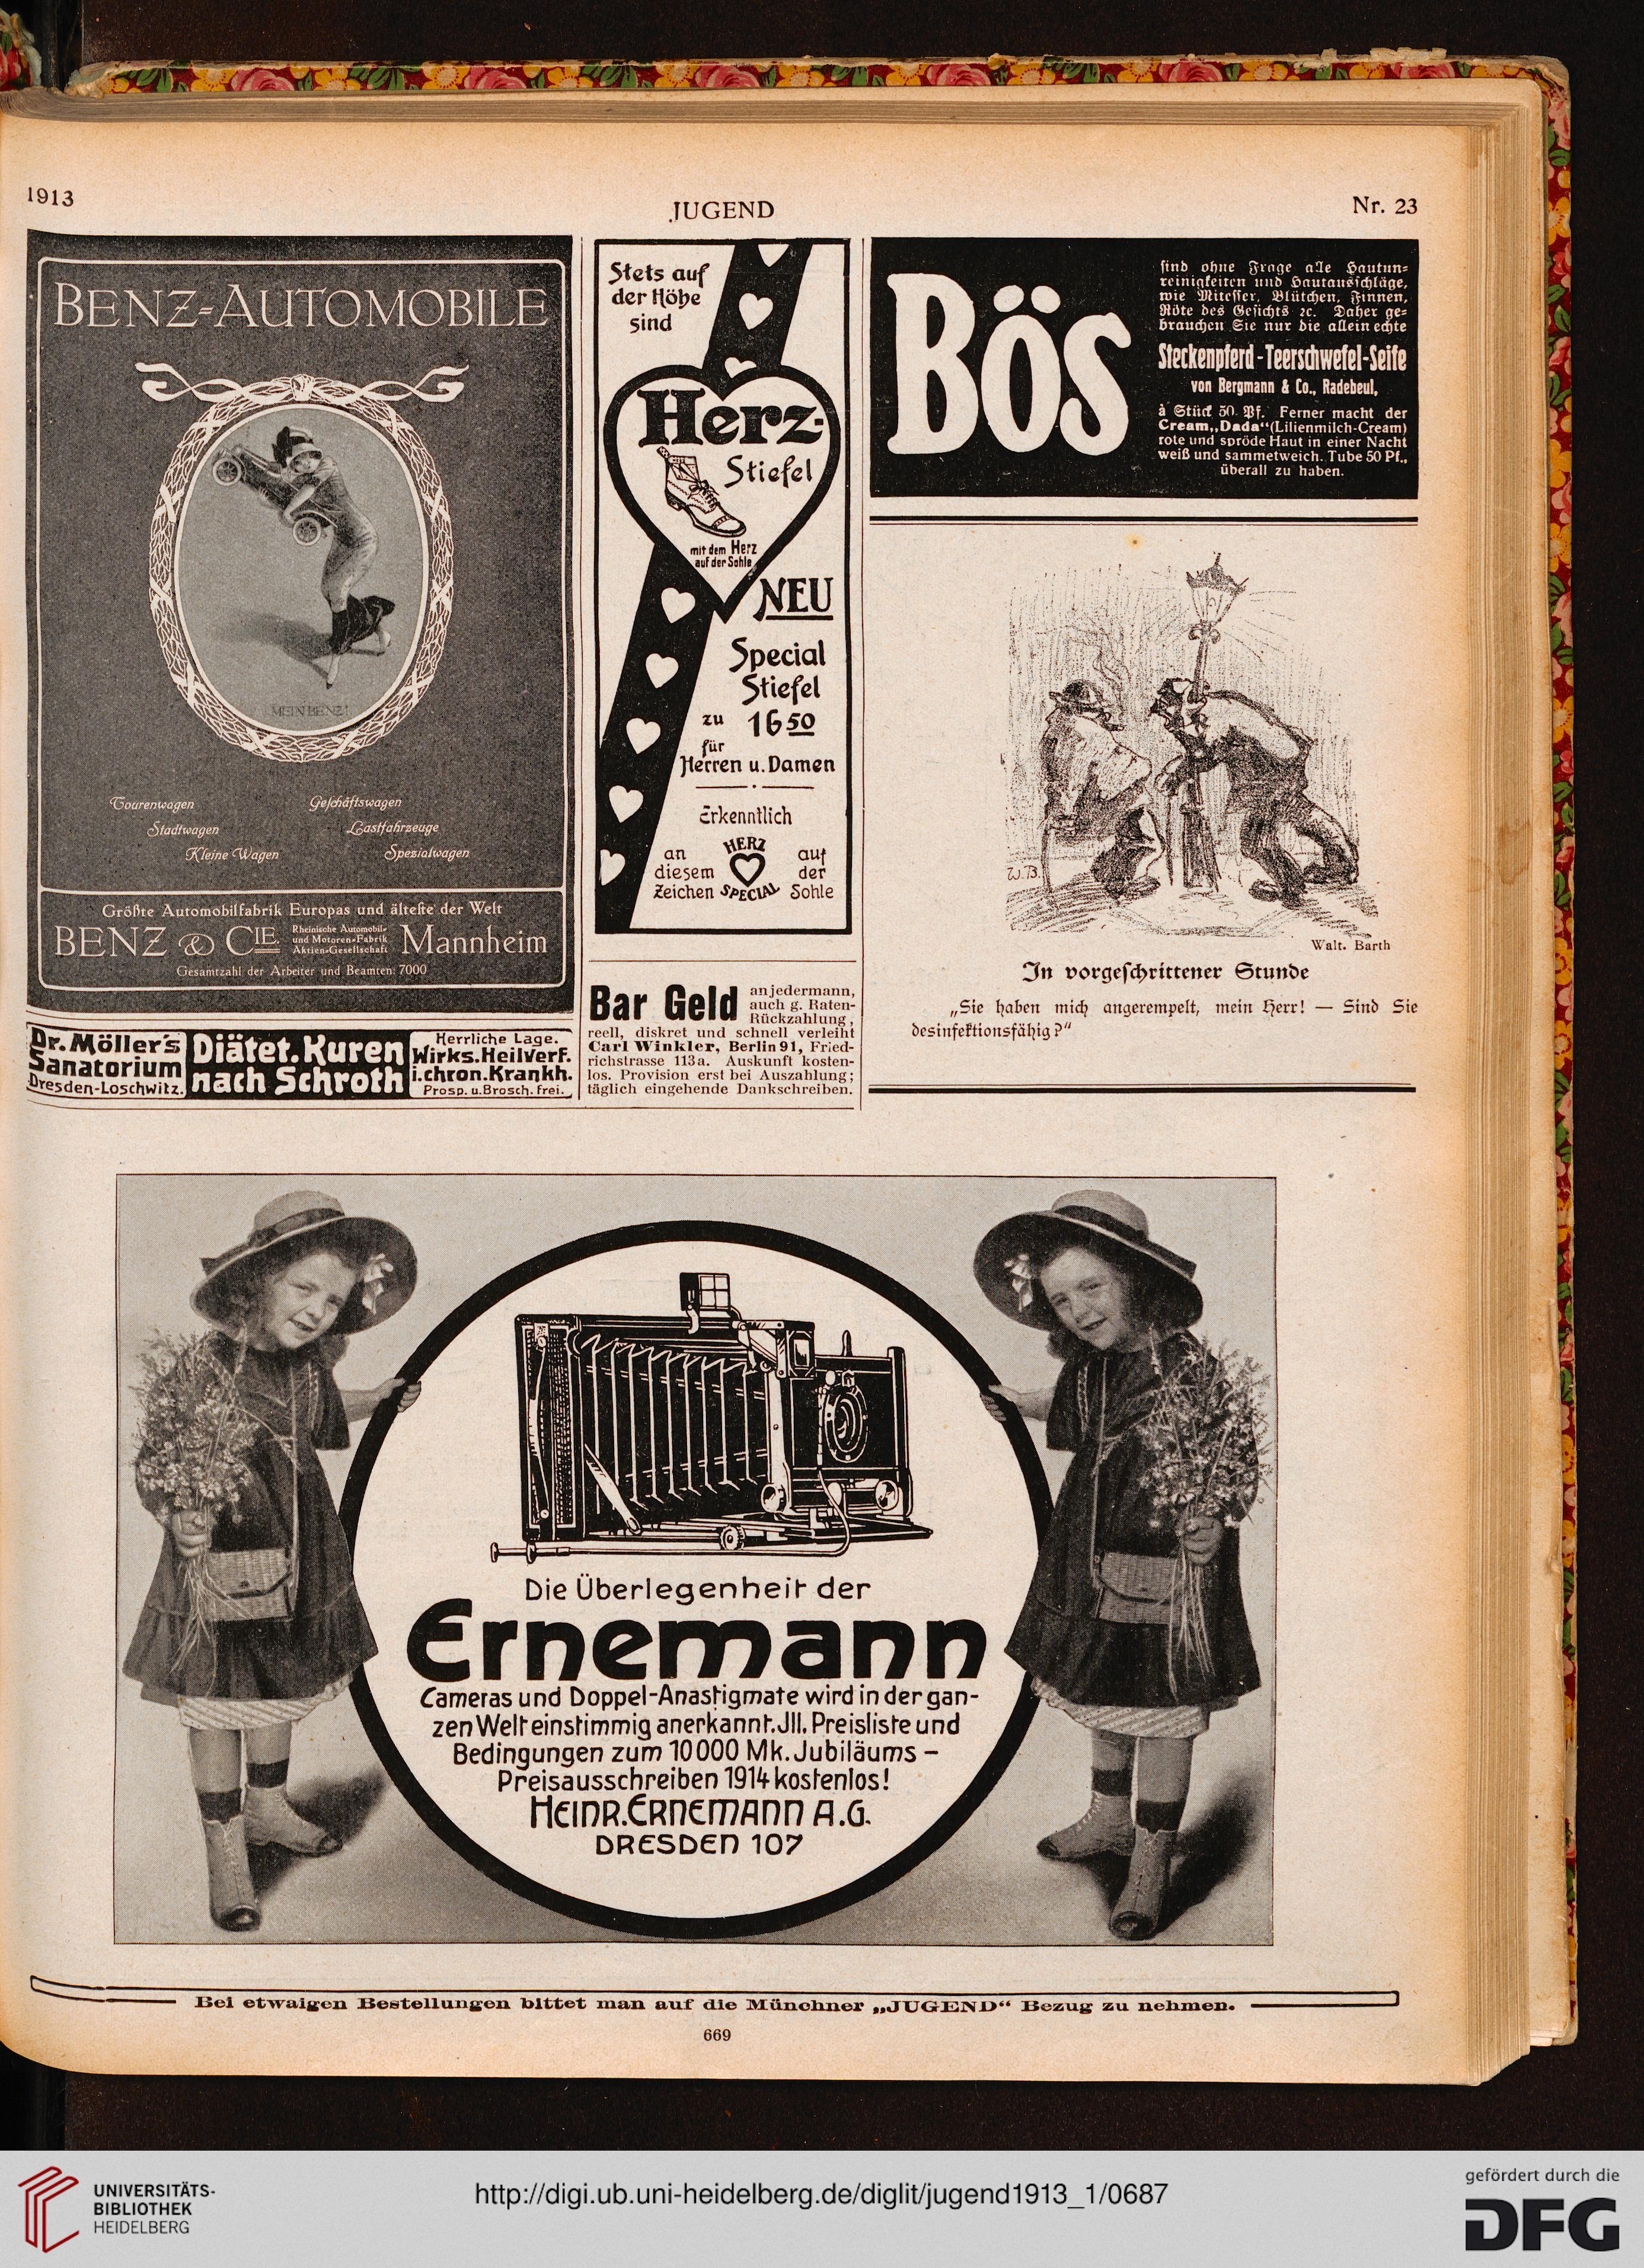 1913
JUGEND
Nr. 23
BENZ-AUTOMOBILE
MEIN BENZ!
Tourenwagen
Geschäftswagen
Stadtwagen
Lastfahrzeuge
Kleine Wagen
Spezialwagen
Größte Automobilfabrik Europas und älteste der Welt
BENZ & CIE.
Rheinische Automobil-
und Motoren-Fabrik
Aktien-Gesellschaft
Mannheim
Gesamtzahl der Arbeiter und Beamten: 7000
Dr. Möller's
Sanatorium
Dresden-Loschwitz.
Diätet. Kuren
nach Schroth
Herrliche Lage.
Wirks. Heilverf.
i. chron. Krankh.
Prosp. u. Brosch. frei.
Stets auf
der Höhe
sind
Herz-
Stiefel
mit dem Herz
auf der Sohle
NEU
Special
Stiefel
zu 16 50
für
Herren u. Damen
Erkenntlich
an HERZ auf
diesem der
Zeichen SPECIAL Sohle
Bar Geld
an jedermann,
auch g. Raten-
Rückzahlung,
reell, diskret und schnell verleiht
Carl Winkler, Berlin 91, Fried-
richstrasse 113a. Auskunft kosten-
los. Provision erst bei Auszahlung;
täglich eingehende Dankschreiben.
Bös
sind ohne Frage alle Hautun-
reinigkeiten und Hautausschläge,
wie Mitesser, Blütchen, Finnen,
Röte des Gesichts ꝛc. Daher ge-
brauchen Sie nur die allein echte
Steckenpferd-Teerschwefel-Seife
von Bergmann & Co., Radebeul,
à Stück 50 Pf. Ferner macht der
Cream „Dada“ (Lilienmilch-Cream)
rote und spröde Haut in einer Nacht
weiß und sammetweich. Tube 50 Pf.,
überall zu haben.
W. B.
Walt. Barth
In vorgeschrittener Stunde
„Sie haben mich angerempelt, mein Herr! — Sind Sie
desinfektionsfähig?“
Die Überlegenheit der
Ernemann
Cameras und Doppel-Anastigmate wird in der gan-
zen Welt einstimmig anerkannt. Jll. Preisliste und
Bedingungen zum 10000 Mk. Jubiläums -
Preisausschreiben 1914 kostenlos!
HEINR. ERNEMANN A.G.
DRESDEN 107
Bei etwaigen Bestellungen bittet man auf die Münchner „JUGEND“ Bezug zu nehmen.
669
UNIVERSITÄTS-
BIBLIOTHEK
HEIDELBERG
http://digi.ub.uni-heidelberg.de/diglit/jugend1913_1/0687
gefördert durch die
DFG